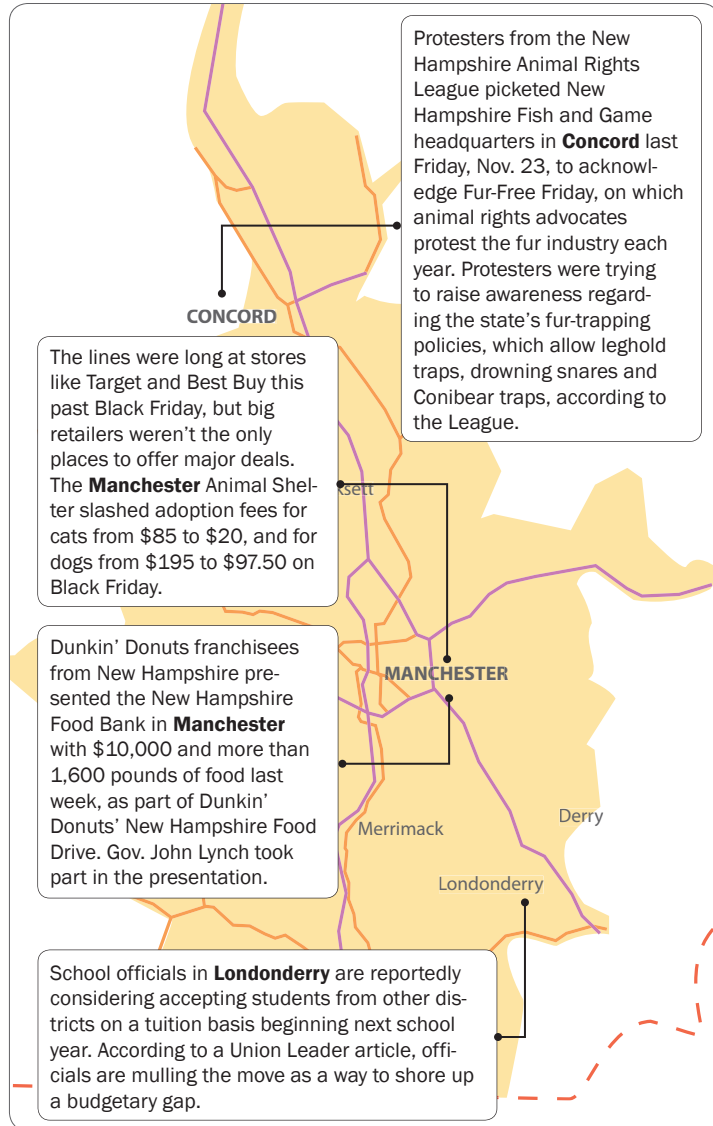 Protesters from the New
Hampshire Animal Rights
League picketed New
Hampshire Fish and Game
headquarters in Concord last
Friday, Nov. 23, to acknowl-
edge Fur-Free Friday, on which
animal rights advocates
protest the fur industry each
year. Protesters were trying
to raise awareness regard-
ing the state’s fur-trapping
policies, which allow leghold
traps, drowning snares and
Conibear traps, according to
the League.
CONCORD
The lines were long at stores
like Target and Best Buy this
past Black Friday, but big
retailers weren’t the only
places to offer major deals.
The Manchester Animal Shel-
ter slashed adoption fees for
cats from $85 to $20, and for
dogs from $195 to $97.50 on
Black Friday.
ksett
Dunkin’ Donuts franchisees
from New Hampshire pre-
sented the New Hampshire
Food Bank in Manchester
with $10,000 and more than
1,600 pounds of food last
week, as part of Dunkin’
Donuts’ New Hampshire Food
Drive. Gov. John Lynch took
part in the presentation.
MANCHESTER
Merrimack
Derry
Londonderry
School officials in Londonderry are reportedly
considering accepting students from other dis-
tricts on a tuition basis beginning next school
year. According to a Union Leader article, offi-
cials are mulling the move as a way to shore up
a budgetary gap.